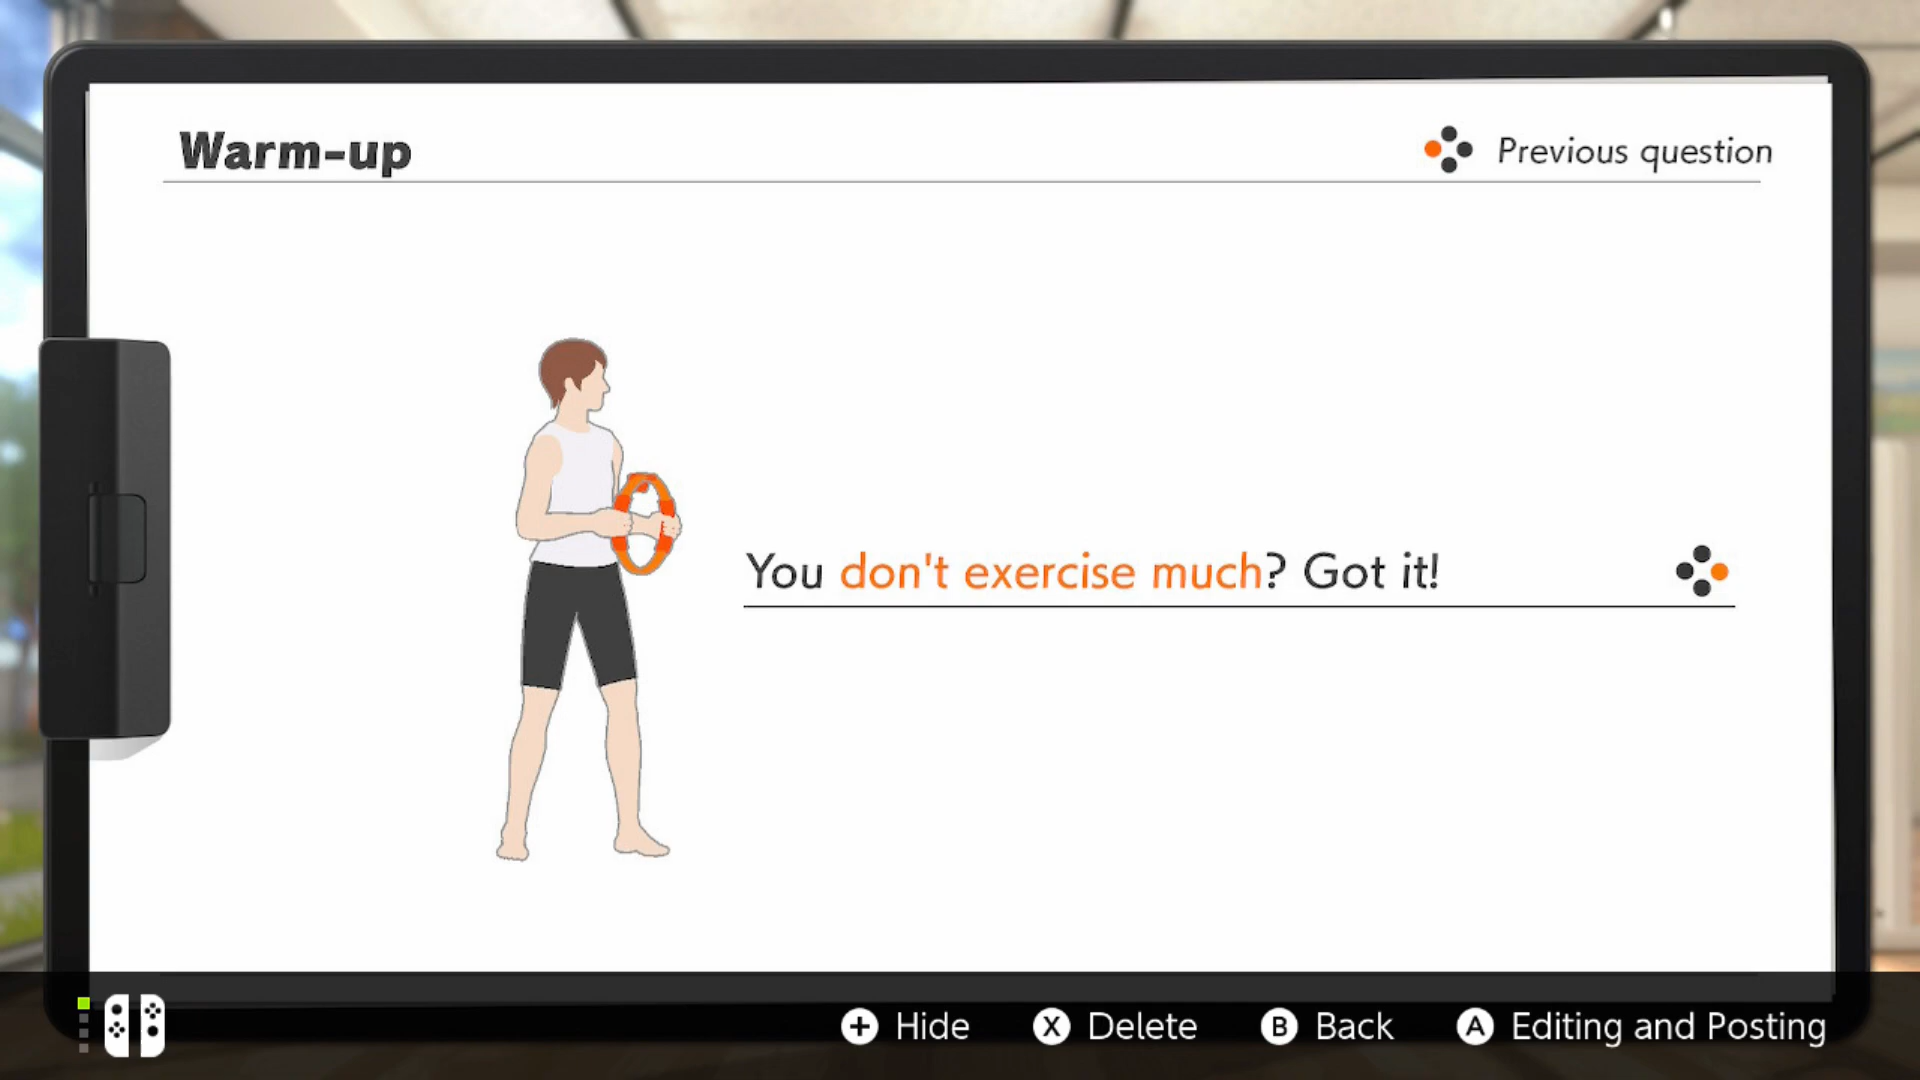 Warm-up
Previous question
You don't exercise much? Got it!
+ Hide
X Delete
B Back
A Editing and Posting